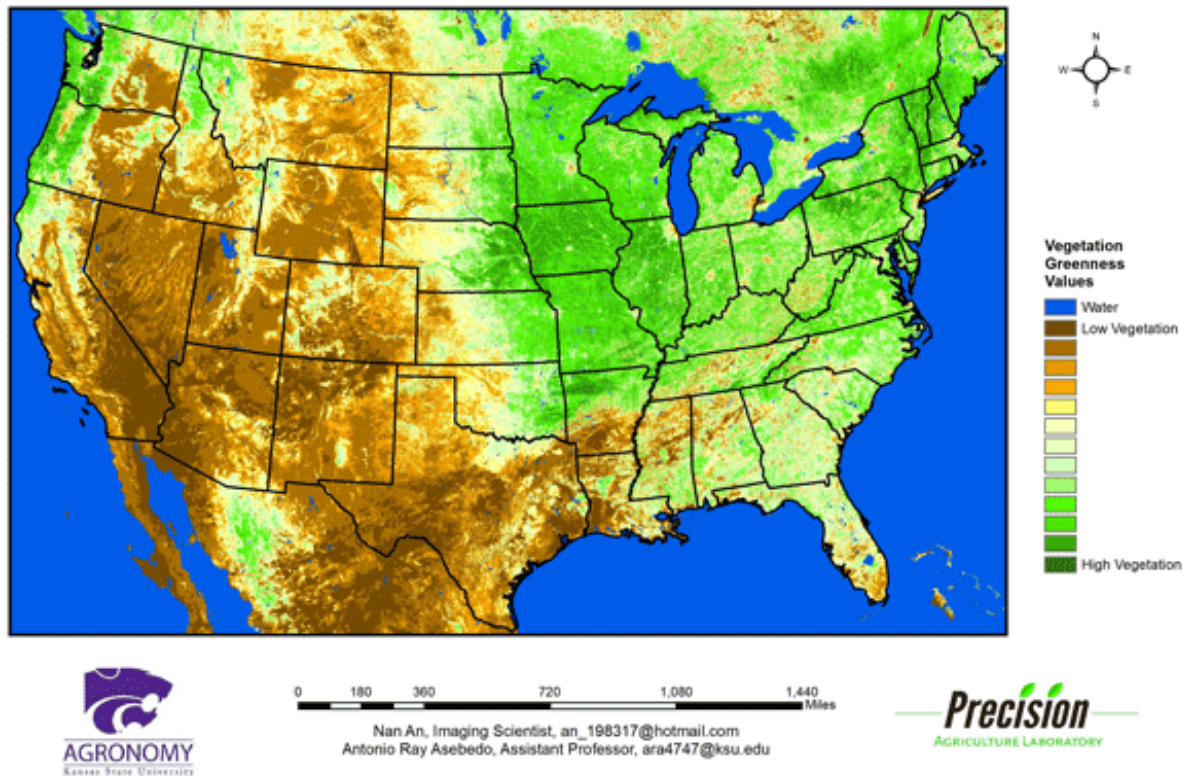 N
W E
S
Vegetation
Greenness
Values
Water
Low Vegetation
High Vegetation
0 180 360 720 1,080 1,440
Miles
Nan An, Imaging Scientist, an_198317@hotmail.com
Antonio Ray Asebedo, Assistant Professor, ara4747@ksu.edu
AGRONOMY
Kansas State University
Precision
AGRICULTURE LABORATORY